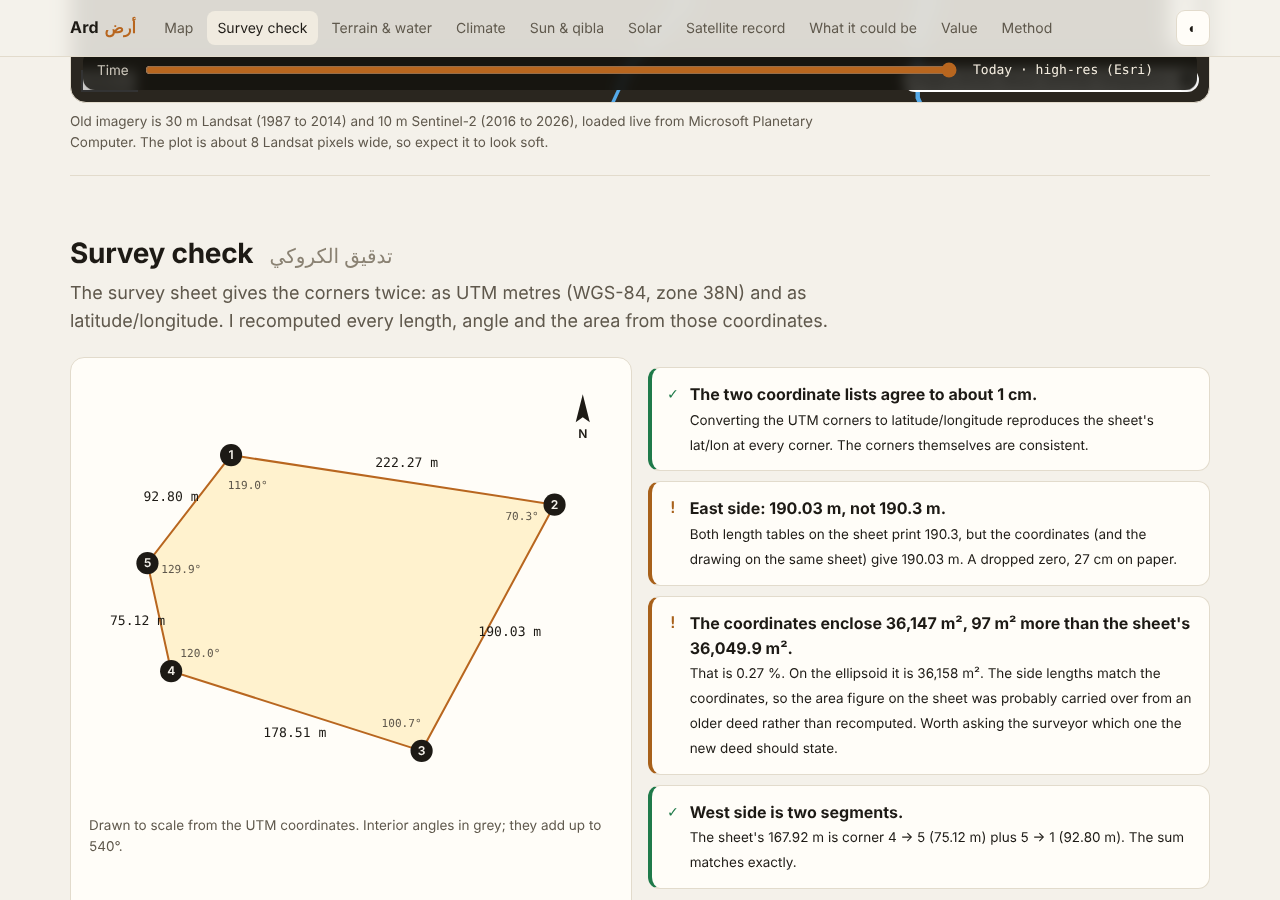 Ard أرض Map Survey check Terrain & water Climate Sun & qibla Solar Satellite record What it could be Value Method
Time Today · high-res (Esri)
Old imagery is 30 m Landsat (1987 to 2014) and 10 m Sentinel-2 (2016 to 2026), loaded live from Microsoft Planetary
Computer. The plot is about 8 Landsat pixels wide, so expect it to look soft.
Survey check تدقيق الكروكي
The survey sheet gives the corners twice: as UTM metres (WGS-84, zone 38N) and as
latitude/longitude. I recomputed every length, angle and the area from those coordinates.
N
1
222.27 m
119.0°
92.80 m
2
70.3°
5
129.9°
75.12 m
190.03 m
120.0°
4
100.7°
178.51 m
3
Drawn to scale from the UTM coordinates. Interior angles in grey; they add up to
540°.
✓ The two coordinate lists agree to about 1 cm.
Converting the UTM corners to latitude/longitude reproduces the sheet's
lat/lon at every corner. The corners themselves are consistent.
! East side: 190.03 m, not 190.3 m.
Both length tables on the sheet print 190.3, but the coordinates (and the
drawing on the same sheet) give 190.03 m. A dropped zero, 27 cm on paper.
! The coordinates enclose 36,147 m², 97 m² more than the sheet's
36,049.9 m².
That is 0.27 %. On the ellipsoid it is 36,158 m². The side lengths match the
coordinates, so the area figure on the sheet was probably carried over from an
older deed rather than recomputed. Worth asking the surveyor which one the
new deed should state.
✓ West side is two segments.
The sheet's 167.92 m is corner 4 → 5 (75.12 m) plus 5 → 1 (92.80 m). The sum
matches exactly.